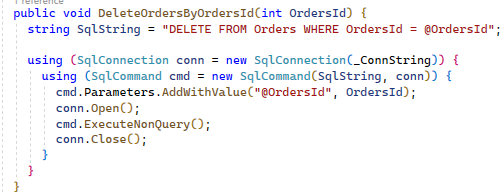 1 reference
public void DeleteOrdersByOrdersId(int OrdersId) {
string SqlString = "DELETE FROM Orders WHERE OrdersId = @OrdersId";
using (SqlConnection conn = new SqlConnection(_ConnString)) {
using (SqlCommand cmd = new SqlCommand(SqlString, conn)) {
cmd.Parameters.AddWithValue("@OrdersId", OrdersId);
conn.Open();
cmd.ExecuteNonQuery();
conn.Close();
}
}
}